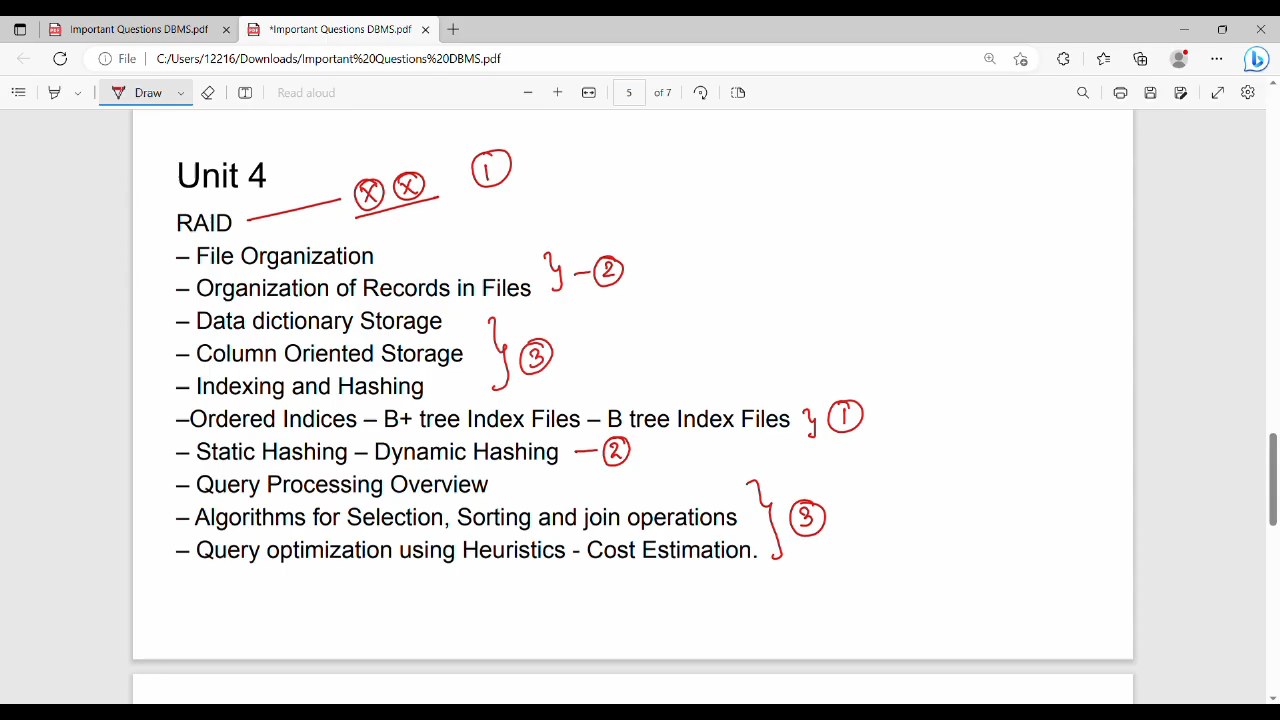 Important Questions DBMS.pdf
*Important Questions DBMS.pdf
File C:/Users/12216/Downloads/Important%20Questions%20DBMS.pdf
Draw Read aloud 5 of 7
Unit 4 1
RAID X X
– File Organization
– Organization of Records in Files 2
– Data dictionary Storage
– Column Oriented Storage 3
– Indexing and Hashing
–Ordered Indices – B+ tree Index Files – B tree Index Files 1
– Static Hashing – Dynamic Hashing – 2
– Query Processing Overview
– Algorithms for Selection, Sorting and join operations 3
– Query optimization using Heuristics - Cost Estimation.